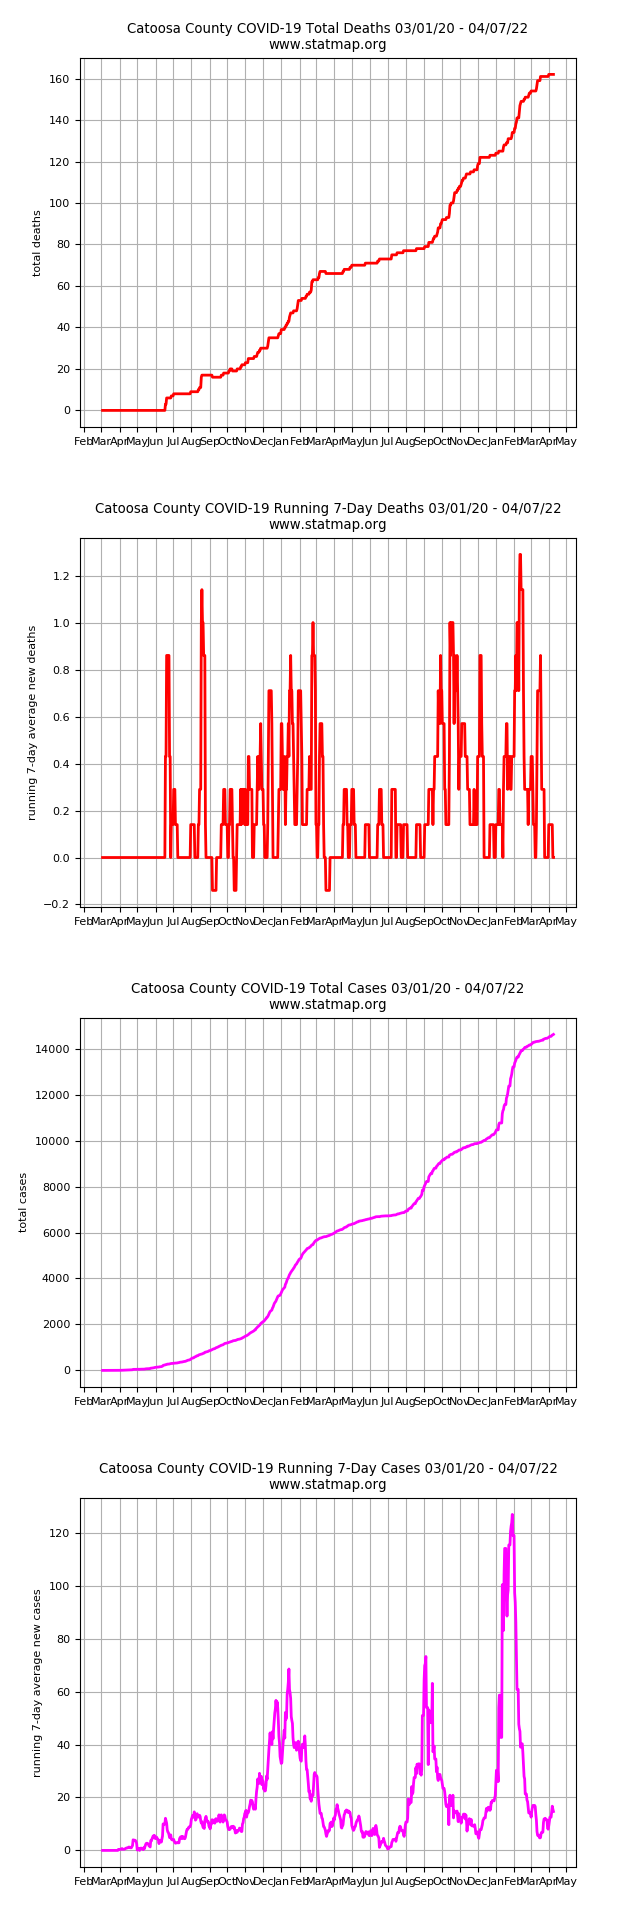 Catoosa County COVID-19 Total Deaths 03/01/20 - 04/07/22
www.statmap.org
160
140
120
100
80
60
40
20
0
total deaths
Feb Mar Apr May Jun Jul Aug Sep Oct Nov Dec Jan Feb Mar Apr May Jun Jul Aug Sep Oct Nov Dec Jan Feb Mar Apr May
Catoosa County COVID-19 Running 7-Day Deaths 03/01/20 - 04/07/22
www.statmap.org
1.2
1.0
0.8
0.6
0.4
0.2
0.0
−0.2
running 7-day average new deaths
Feb Mar Apr May Jun Jul Aug Sep Oct Nov Dec Jan Feb Mar Apr May Jun Jul Aug Sep Oct Nov Dec Jan Feb Mar Apr May
Catoosa County COVID-19 Total Cases 03/01/20 - 04/07/22
www.statmap.org
14000
12000
10000
8000
6000
4000
2000
0
total cases
Feb Mar Apr May Jun Jul Aug Sep Oct Nov Dec Jan Feb Mar Apr May Jun Jul Aug Sep Oct Nov Dec Jan Feb Mar Apr May
Catoosa County COVID-19 Running 7-Day Cases 03/01/20 - 04/07/22
www.statmap.org
120
100
80
60
40
20
0
running 7-day average new cases
Feb Mar Apr May Jun Jul Aug Sep Oct Nov Dec Jan Feb Mar Apr May Jun Jul Aug Sep Oct Nov Dec Jan Feb Mar Apr May